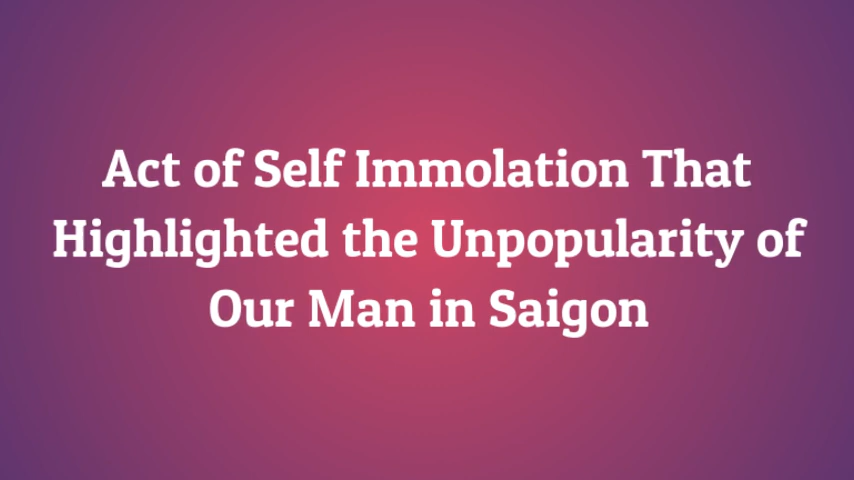 Act of Self Immolation That
Highlighted the Unpopularity of
Our Man in Saigon